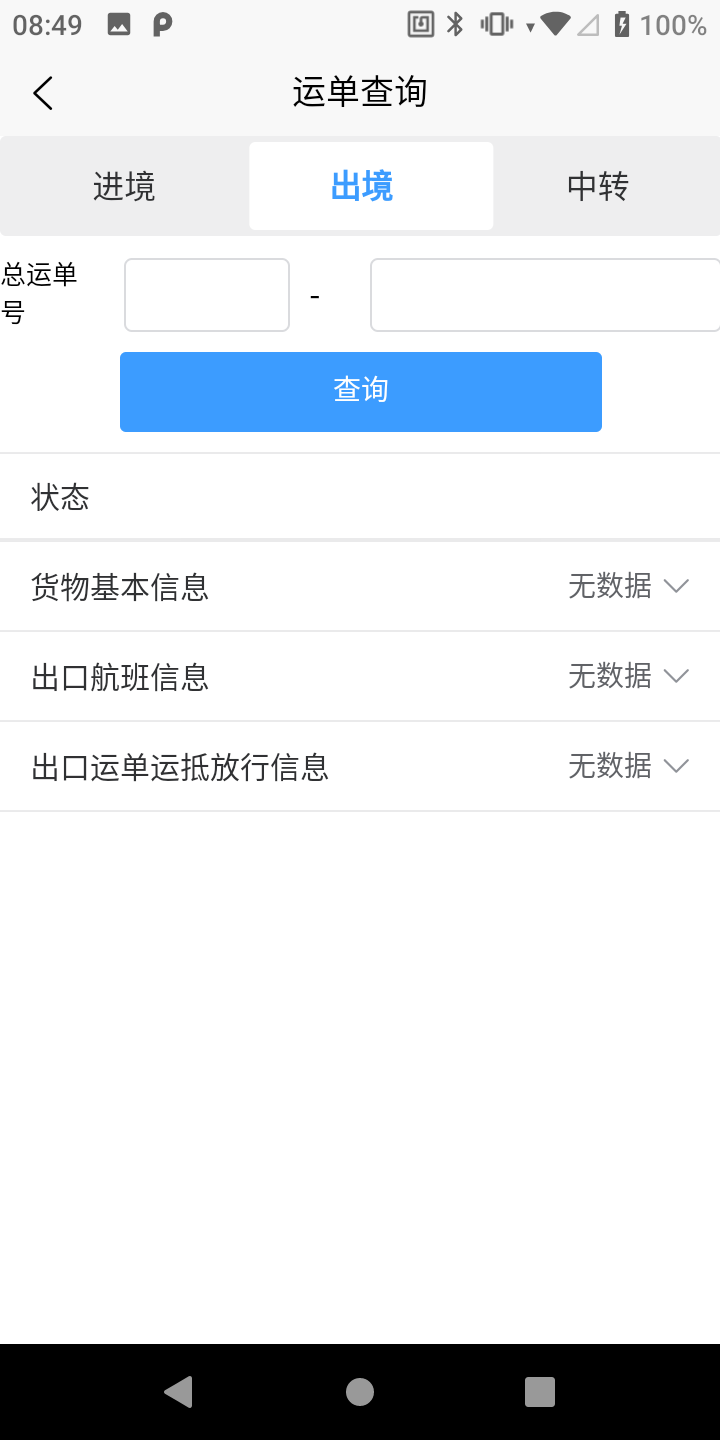 08:49
100%
运单查询
进境 出境 中转
总运单
号
-
查询
状态
货物基本信息 无数据
出口航班信息 无数据
出口运单运抵放行信息 无数据